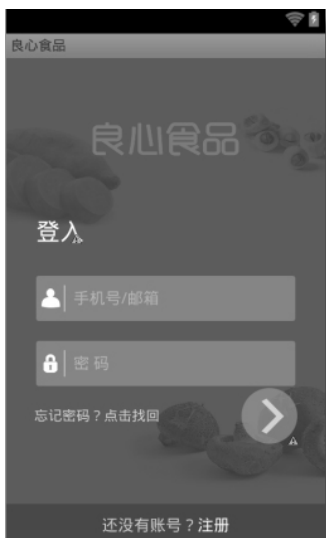 良心食品
良心食品
登入
手机号/邮箱
密码
忘记密码？点击找回
还没有账号？注册